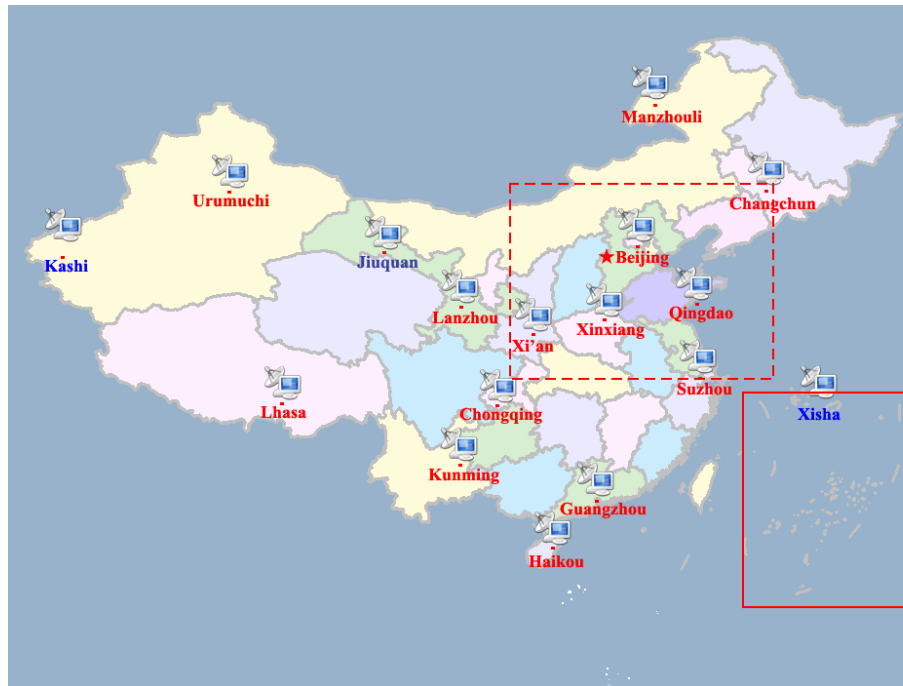 Manzhouli
Urumuchi
Changchun
Kashi
Jiuquan
★Beijing
Lanzhou
Xinxiang
Qingdao
Xi'an
Suzhou
Lhasa
Chongqing
Xisha
Kunming
Guangzhou
Haikou